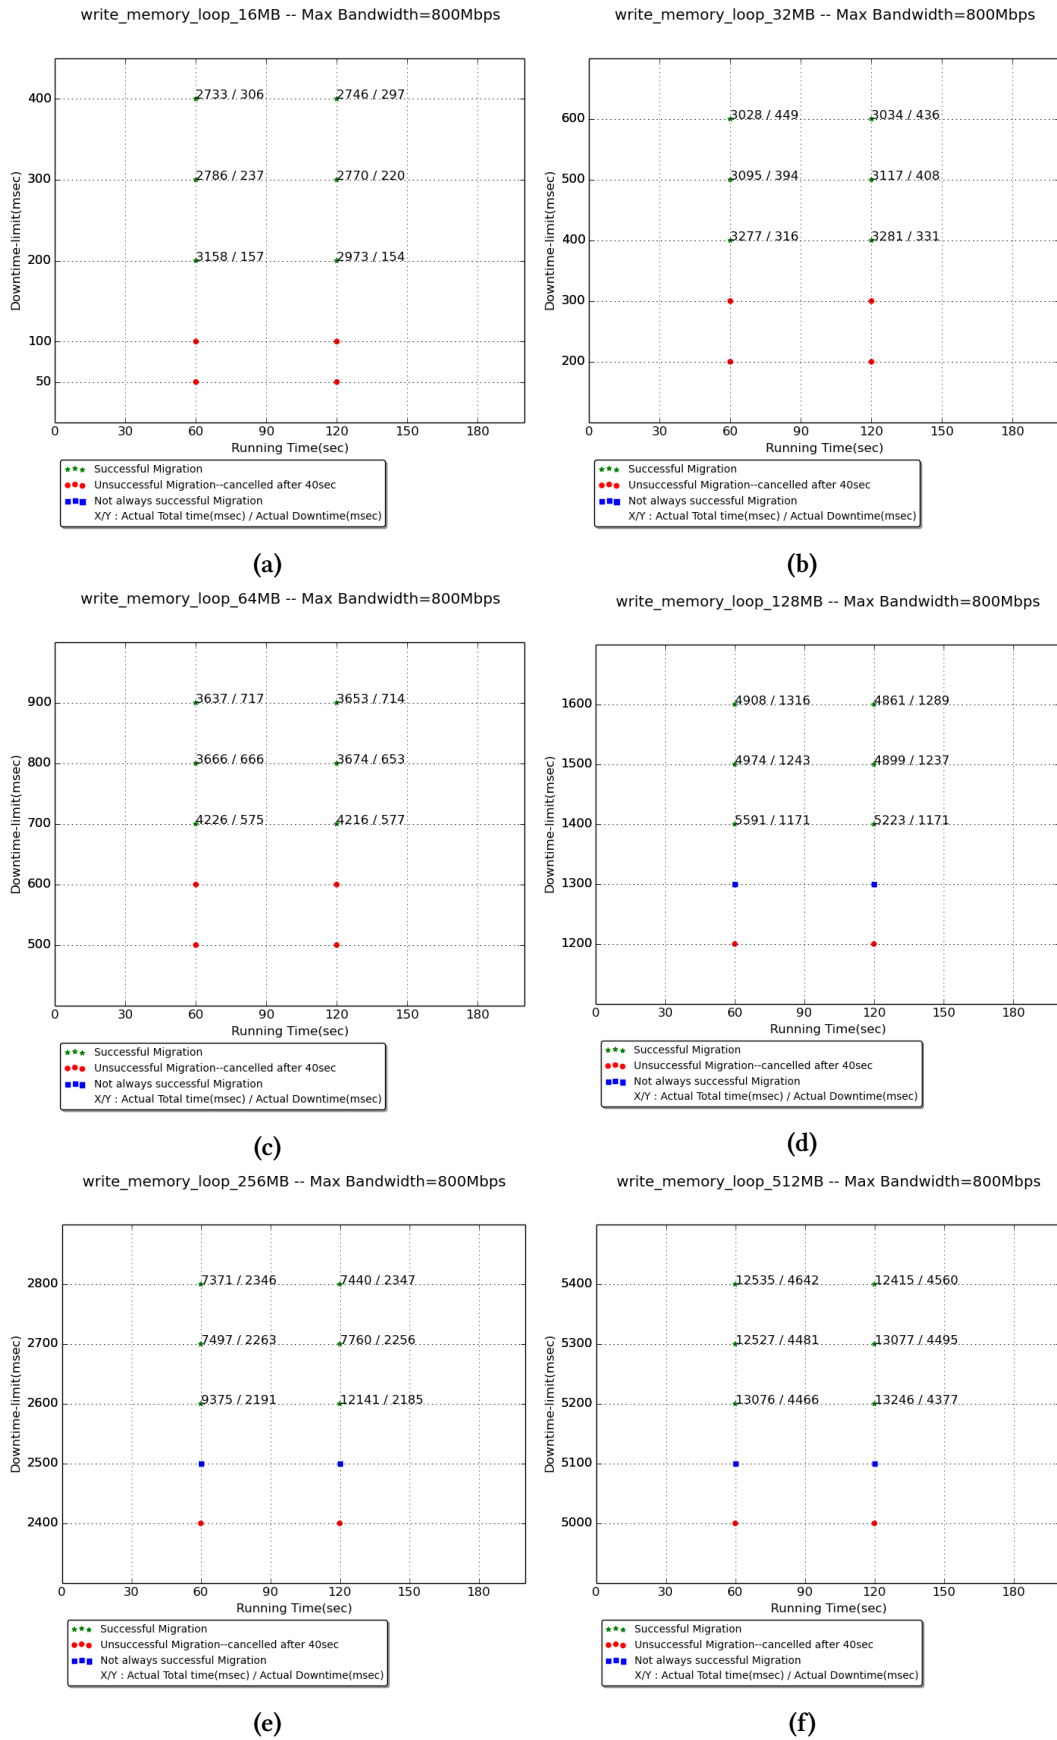 write_memory_loop_16MB -- Max Bandwidth=800Mbps
400
300
200
100
50
2733 / 306
2746 / 297
2786 / 237
2770 / 220
3158 / 157
2973 / 154
Downtime-limit(msec)
0 30 60 90 120 150 180
Running Time(sec)
Successful Migration
Unsuccessful Migration--cancelled after 40sec
Not always successful Migration
X/Y : Actual Total time(msec) / Actual Downtime(msec)
(a)
write_memory_loop_32MB -- Max Bandwidth=800Mbps
600
500
400
300
200
3028 / 449
3034 / 436
3095 / 394
3117 / 408
3277 / 316
3281 / 331
Downtime-limit(msec)
0 30 60 90 120 150 180
Running Time(sec)
Successful Migration
Unsuccessful Migration--cancelled after 40sec
Not always successful Migration
X/Y : Actual Total time(msec) / Actual Downtime(msec)
(b)
write_memory_loop_64MB -- Max Bandwidth=800Mbps
900
800
700
600
500
3637 / 717
3653 / 714
3666 / 666
3674 / 653
4226 / 575
4216 / 577
Downtime-limit(msec)
0 30 60 90 120 150 180
Running Time(sec)
Successful Migration
Unsuccessful Migration--cancelled after 40sec
Not always successful Migration
X/Y : Actual Total time(msec) / Actual Downtime(msec)
(c)
write_memory_loop_128MB -- Max Bandwidth=800Mbps
1600
1500
1400
1300
1200
4908 / 1316
4861 / 1289
4974 / 1243
4899 / 1237
5591 / 1171
5223 / 1171
Downtime-limit(msec)
0 30 60 90 120 150 180
Running Time(sec)
Successful Migration
Unsuccessful Migration--cancelled after 40sec
Not always successful Migration
X/Y : Actual Total time(msec) / Actual Downtime(msec)
(d)
write_memory_loop_256MB -- Max Bandwidth=800Mbps
2800
2700
2600
2500
2400
7371 / 2346
7440 / 2347
7497 / 2263
7760 / 2256
9375 / 2191
12141 / 2185
Downtime-limit(msec)
0 30 60 90 120 150 180
Running Time(sec)
Successful Migration
Unsuccessful Migration--cancelled after 40sec
Not always successful Migration
X/Y : Actual Total time(msec) / Actual Downtime(msec)
(e)
write_memory_loop_512MB -- Max Bandwidth=800Mbps
5400
5300
5200
5100
5000
12535 / 4642
12415 / 4560
12527 / 4481
13077 / 4495
13076 / 4466
13246 / 4377
Downtime-limit(msec)
0 30 60 90 120 150 180
Running Time(sec)
Successful Migration
Unsuccessful Migration--cancelled after 40sec
Not always successful Migration
X/Y : Actual Total time(msec) / Actual Downtime(msec)
(f)